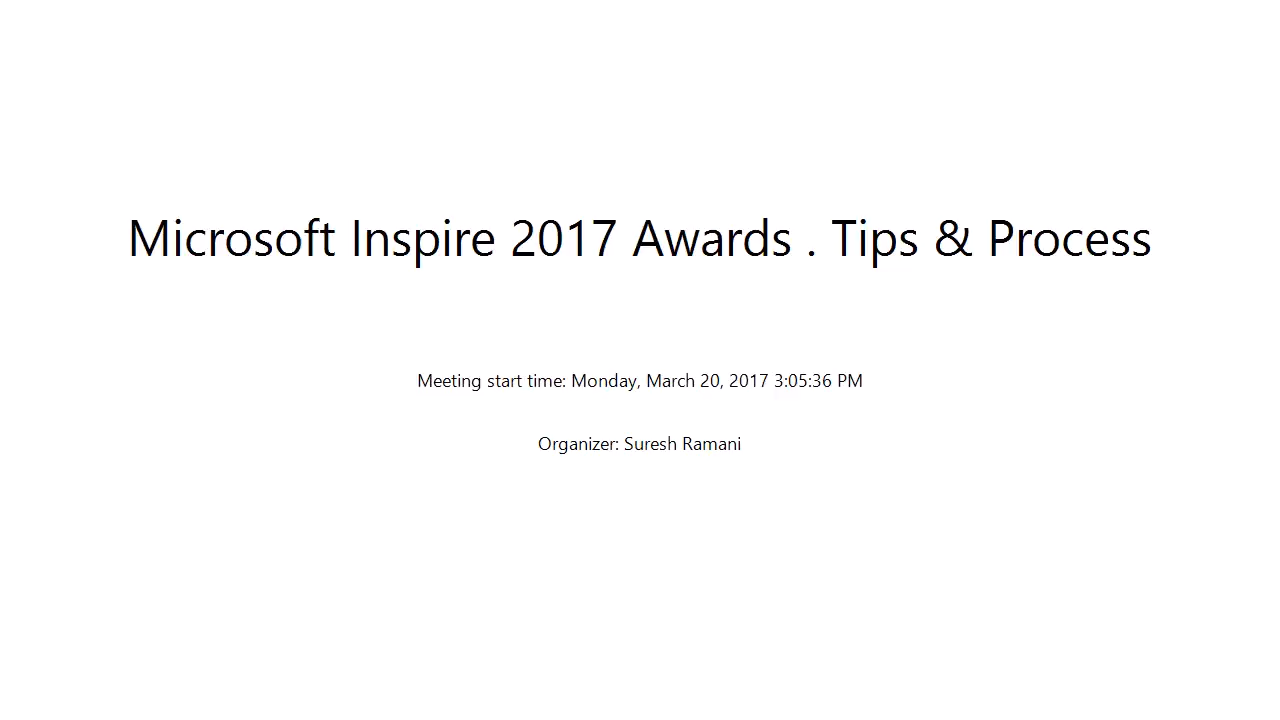 Microsoft Inspire 2017 Awards . Tips & Process
Meeting start time: Monday, March 20, 2017 3:05:36 PM
Organizer: Suresh Ramani